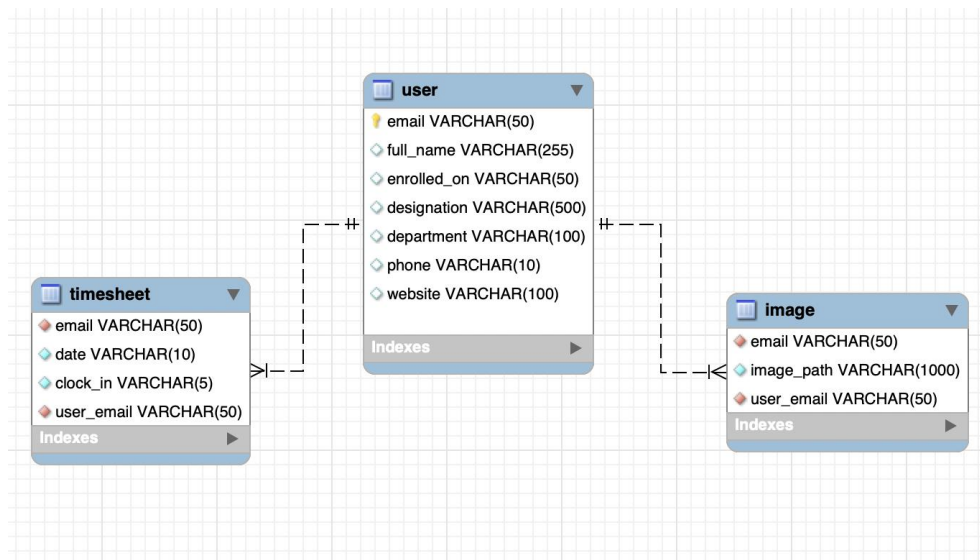 user
email VARCHAR(50)
full_name VARCHAR(255)
enrolled_on VARCHAR(50)
designation VARCHAR(500)
department VARCHAR(100)
phone VARCHAR(10)
website VARCHAR(100)
Indexes
timesheet
email VARCHAR(50)
date VARCHAR(10)
clock_in VARCHAR(5)
user_email VARCHAR(50)
Indexes
image
email VARCHAR(50)
image_path VARCHAR(1000)
user_email VARCHAR(50)
Indexes